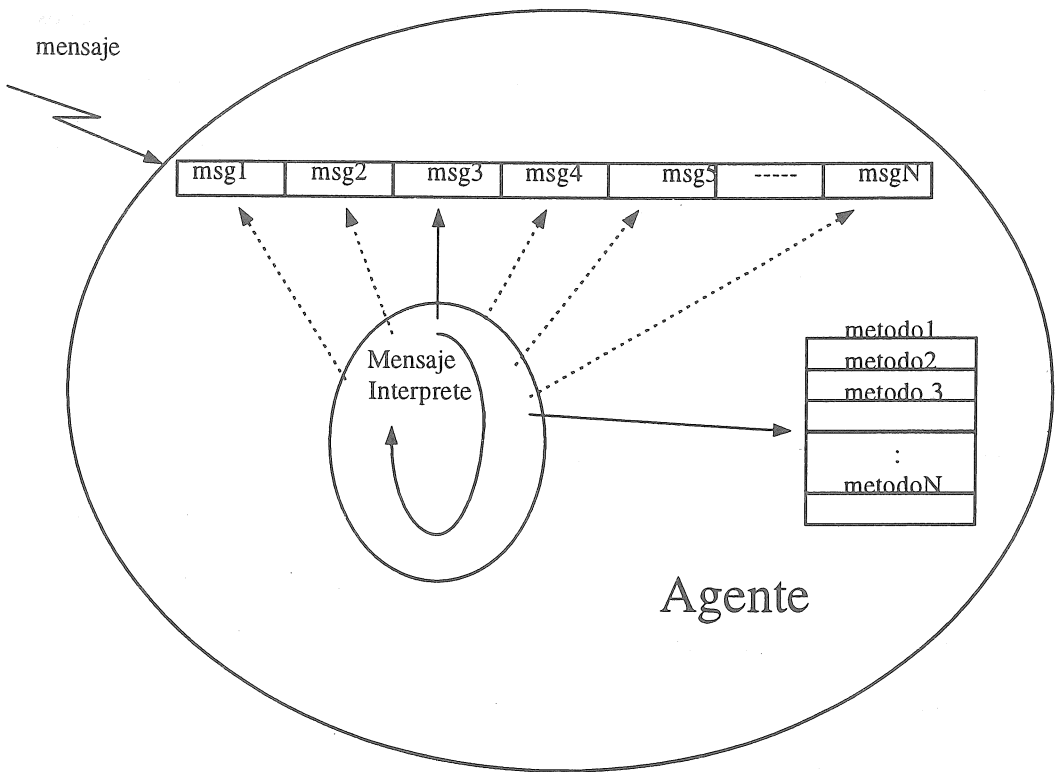 mensaje
msg1 msg2 msg3 msg4 msg5 ----- msgN
Mensaje
Interprete
metodo1
metodo2
metodo 3
:
metodoN
Agente